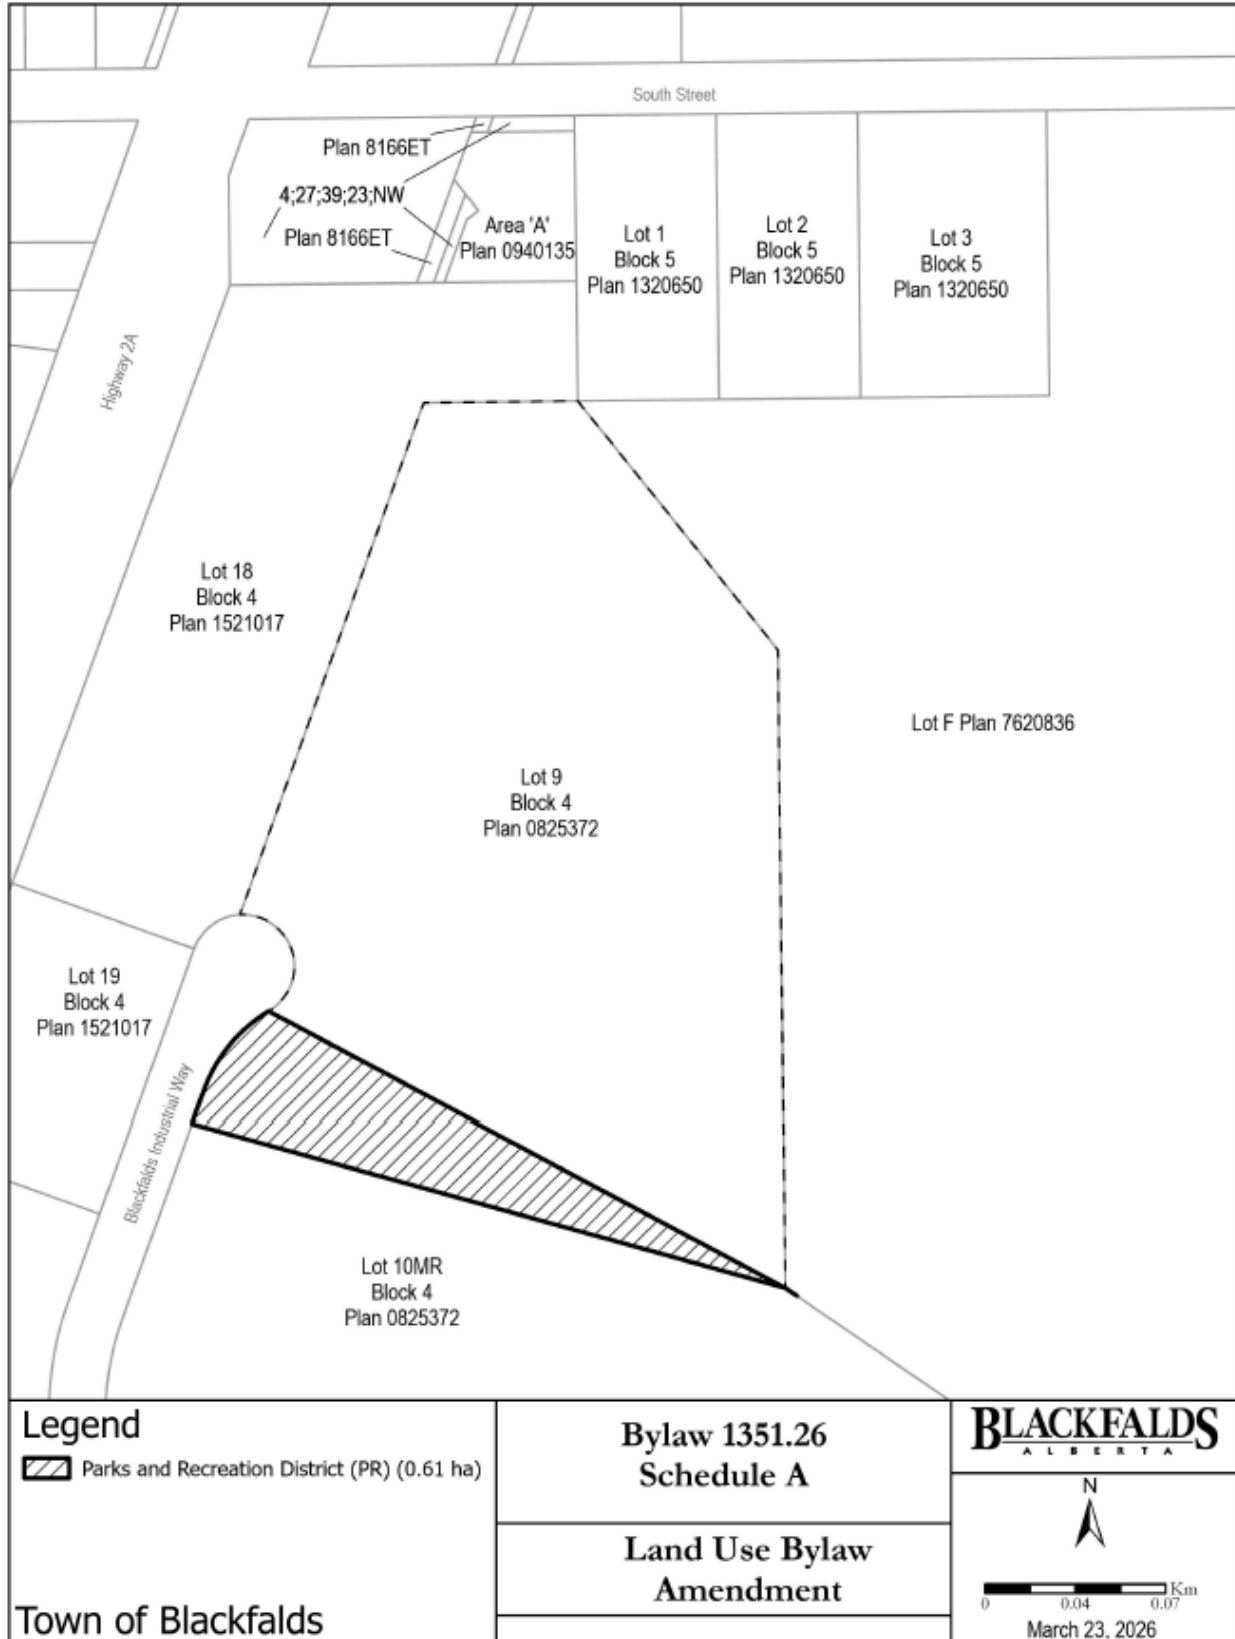 South Street
Plan 8166ET
4;27;39;23;NW
Plan 8166ET
Area 'A'
Plan 0940135
Lot 1
Block 5
Plan 1320650
Lot 2
Block 5
Plan 1320650
Lot 3
Block 5
Plan 1320650
Highway 2A
Lot 18
Block 4
Plan 1521017
Lot F Plan 7620836
Lot 9
Block 4
Plan 0825372
Lot 19
Block 4
Plan 1521017
Blackfalds Industrial Way
Lot 10MR
Block 4
Plan 0825372
Legend
Parks and Recreation District (PR) (0.61 ha)
Town of Blackfalds
Bylaw 1351.26
Schedule A
Land Use Bylaw
Amendment
BLACKFALDS
ALBERTA
N
Km
0 0.04 0.07
March 23, 2026